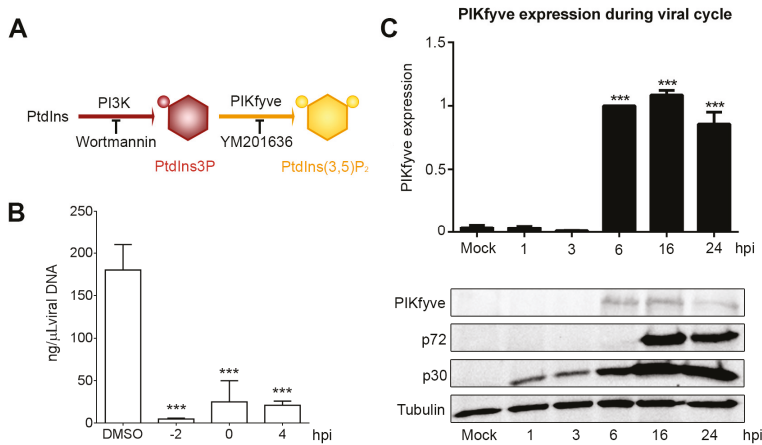 A
PtdIns
PI3K
Wortmannin
PtdIns3P
PIKfyve
YM201636
PtdIns(3,5)P₂
B
ng/μLviral DNA
250
200
150
100
50
0
***
***
***
DMSO -2 0 4 hpi
C
PIKfyve expression during viral cycle
PIKfyve expression
1.5
1
0.5
0
***
***
***
Mock 1 3 6 16 24 hpi
PIKfyve
p72
p30
Tubulin
Mock 1 3 6 16 24 hpi